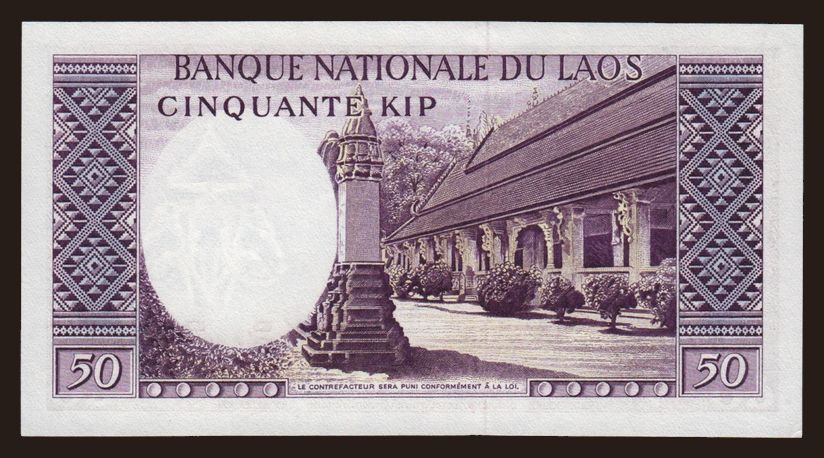 BANQUE NATIONALE DU LAOS
CINQUANTE KIP
50
LE CONTREFACTEUR SERA PUNI CONFORMÉMENT À LA LOI.
50